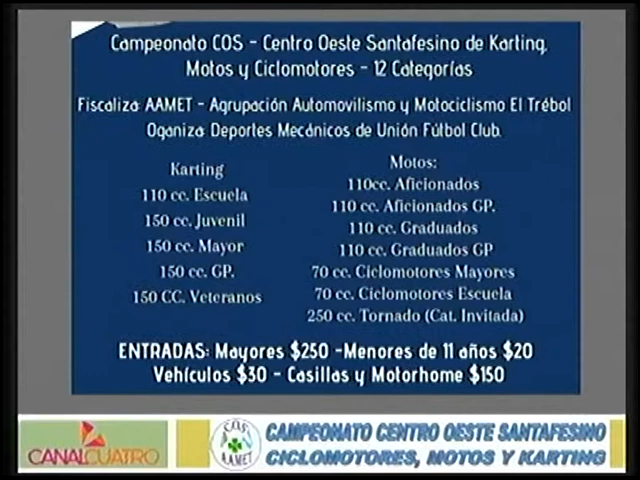 Campeonato COS - Centro Oeste Santafesino de Karting,
Motos y Ciclomotores - 12 Categorías
Fiscaliza: AAMET - Agrupación Automovilismo y Motociclismo El Trébol
Oganiza: Deportes Mecánicos de Unión Fútbol Club.
Karting
110 cc. Escuela
150 cc. Juvenil
150 cc. Mayor
150 cc. GP.
150 CC. Veteranos
Motos:
110cc. Aficionados
110 cc. Aficionados GP.
110 cc. Graduados
110 cc. Graduados GP
70 cc. Ciclomotores Mayores
70 cc. Ciclomotores Escuela
250 cc. Tornado (Cat. Invitada)
ENTRADAS: Mayores $250 -Menores de 11 años $20
Vehículos $30 - Casillas y Motorhome $150
CANALCUATRO
C.O.S.
A.A.M.E.T
CAMPEONATO CENTRO OESTE SANTAFESINO
CICLOMOTORES, MOTOS Y KARTING